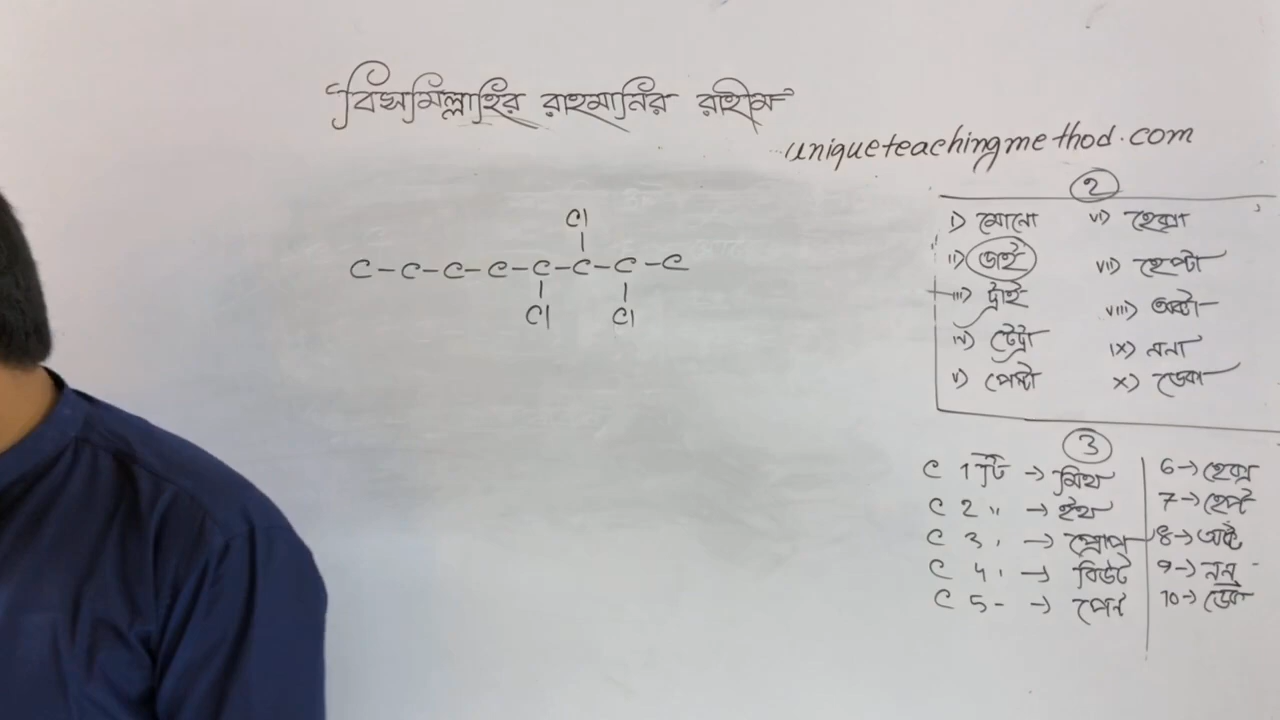 বিসমিল্লাহির রাহমানির রাহীম
uniqueteachingmethod.com
Cl
C-C-C-C-C-C-C-C
Cl Cl
2
i) মোনো vi) হেক্সা
ii) ডাই vii) হেপ্টা
iii) ট্রাই viii) অক্টা
iv) টেট্রা ix) ননা
v) পেন্টা x) ডেকা
3
C 1 টি → মিথ 6→ হেক্স
C 2 " → ইথ 7→ হেপ্ট
C 3 " → প্রোপ 8→ অক্ট
C 4 " → বিউট 9→ নন
C 5 - → পেন্ট 10→ ডেক